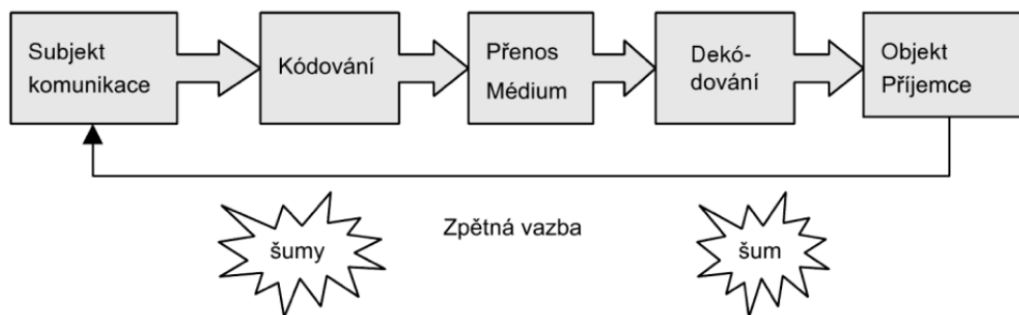 Subjekt
komunikace
Kódování
Přenos
Médium
Dekó-
dování
Objekt
Příjemce
šumy
Zpětná vazba
šum